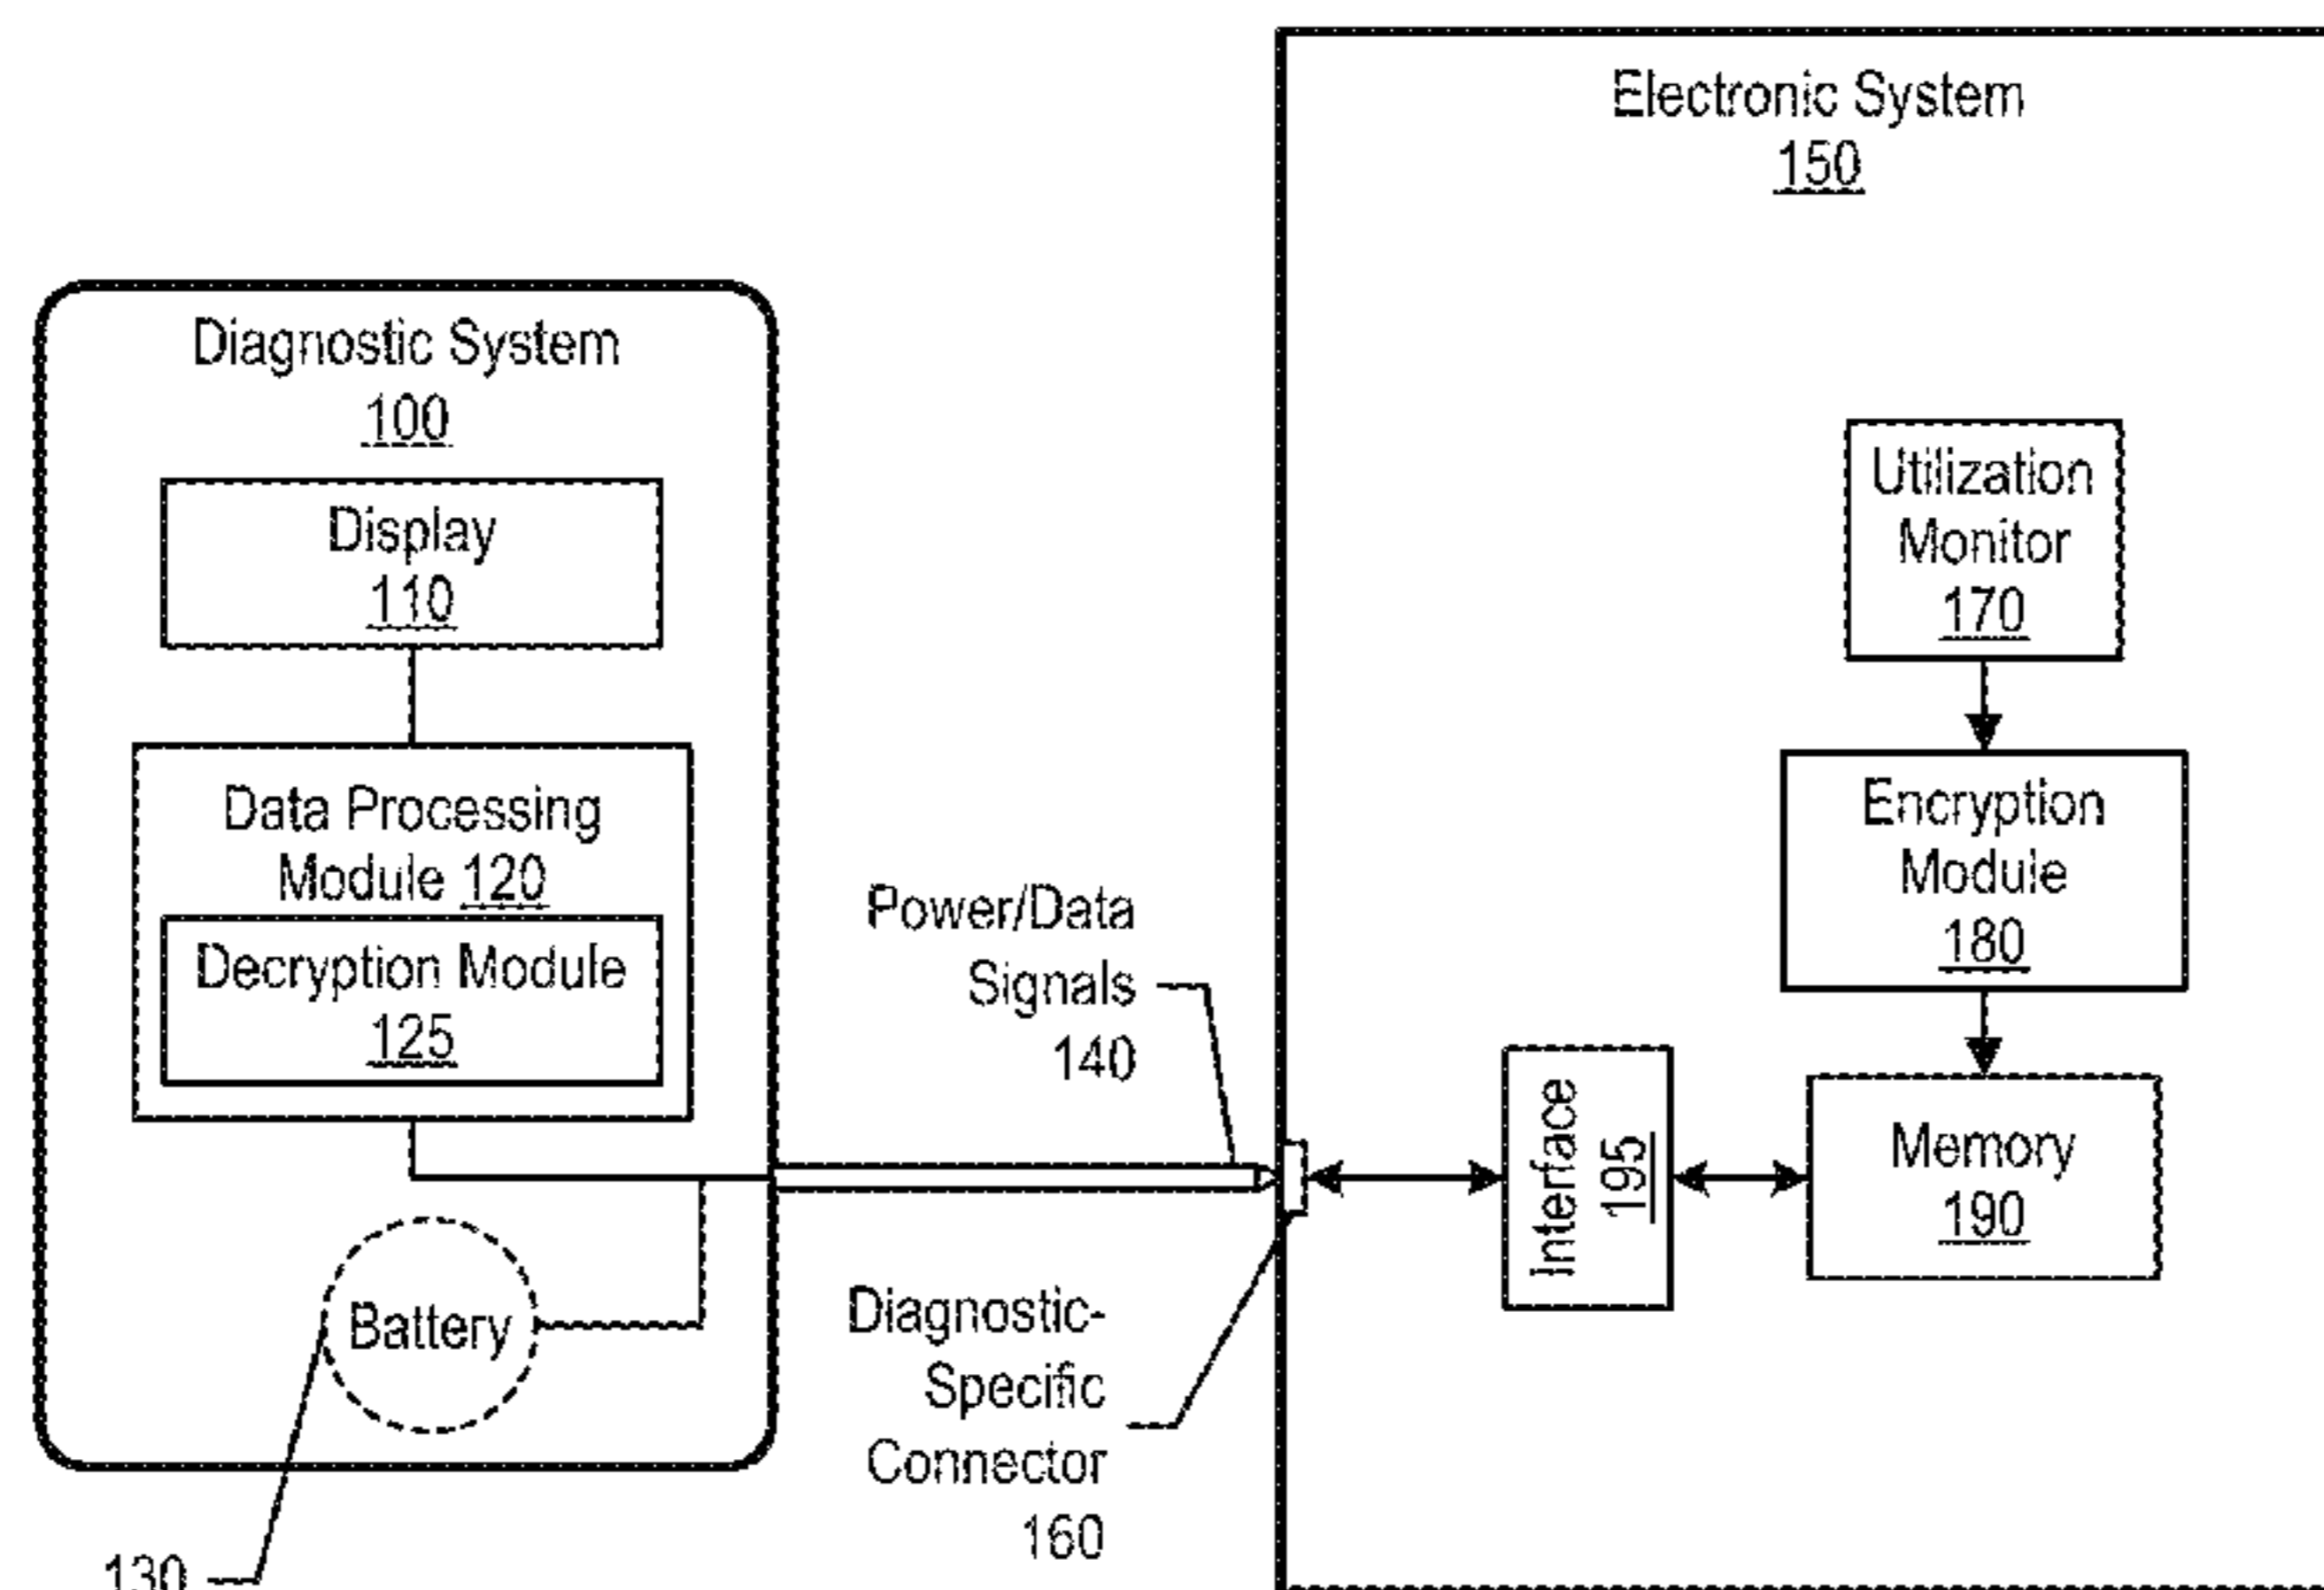 Electronic System
150
Diagnostic System
100
Display
110
Data Processing
Module 120
Decryption Module
125
Battery
130
Power/Data
Signals
140
Diagnostic-
Specific
Connector
160
Utilization
Monitor
170
Encryption
Module
180
Interface
195
Memory
190